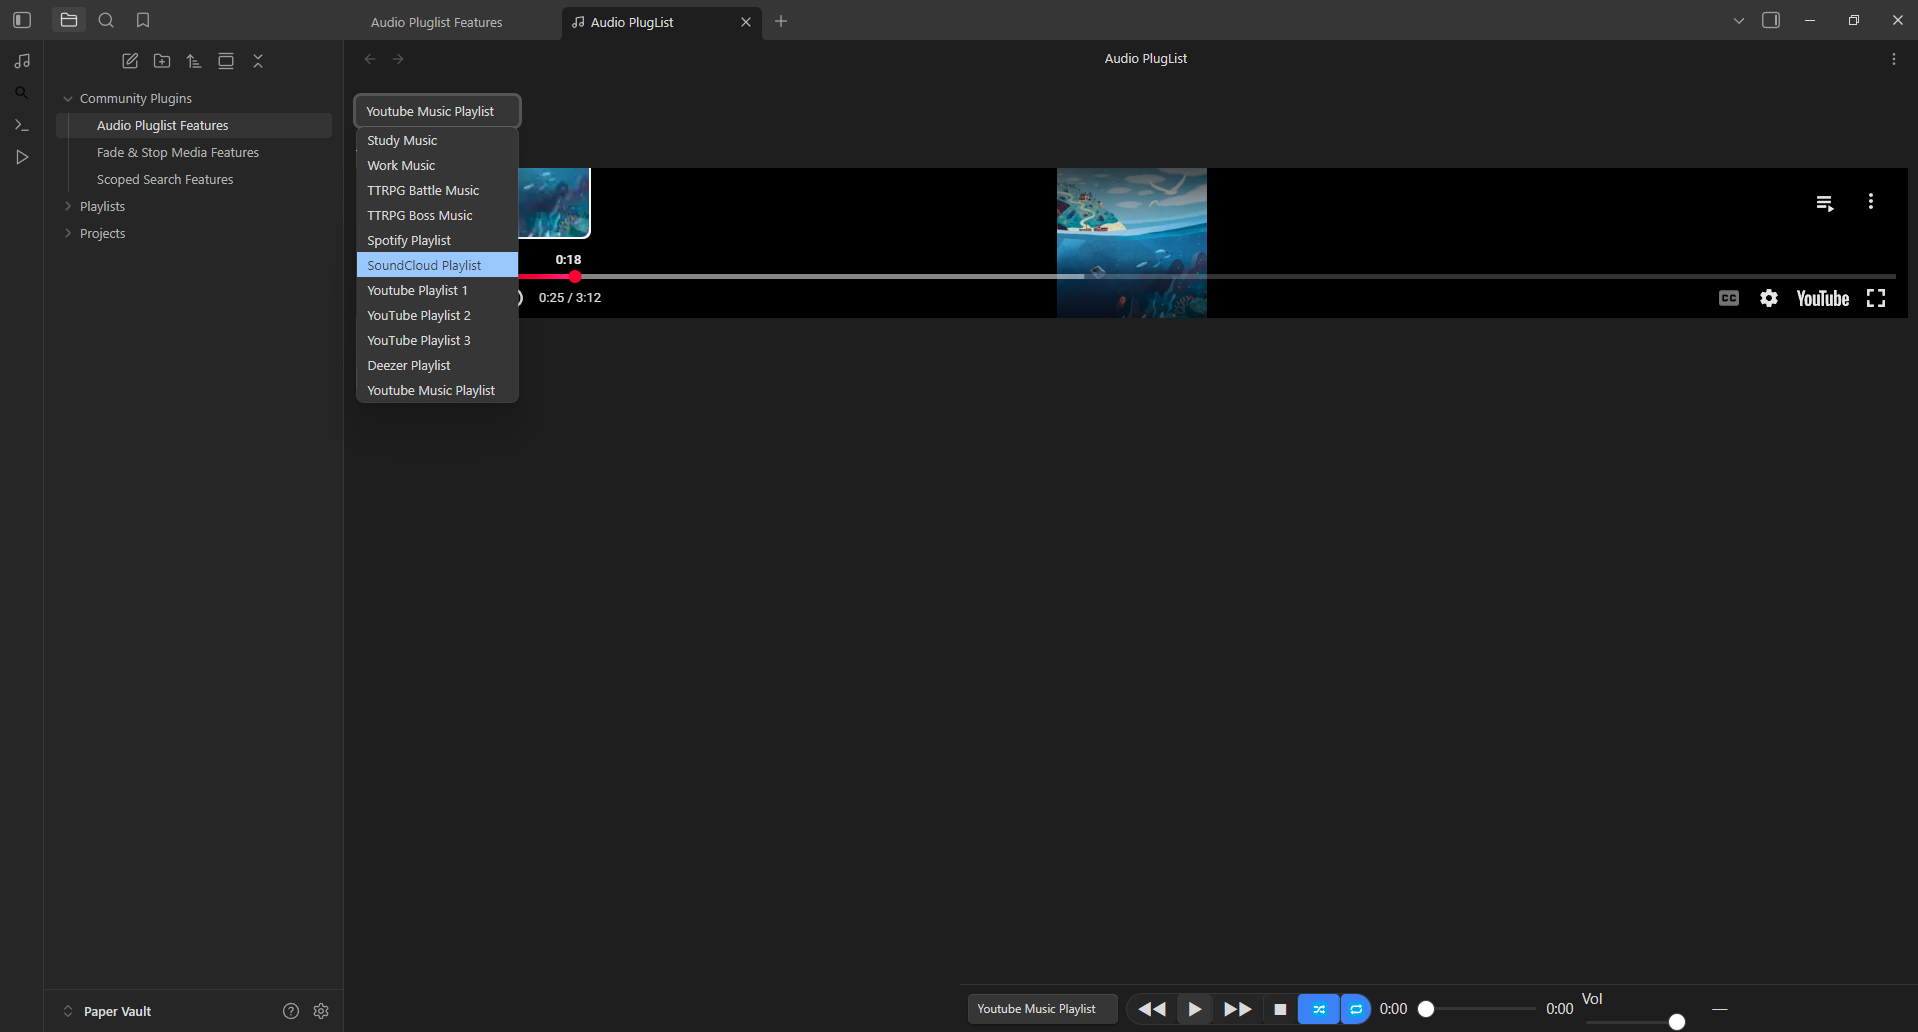 Audio Pluglist Features
Audio PlugList
Audio PlugList
Community Plugins
Audio Pluglist Features
Fade & Stop Media Features
Scoped Search Features
Playlists
Projects
Youtube Music Playlist
Study Music
Work Music
TTRPG Battle Music
TTRPG Boss Music
Spotify Playlist
SoundCloud Playlist
Youtube Playlist 1
YouTube Playlist 2
YouTube Playlist 3
Deezer Playlist
Youtube Music Playlist
0:18
0:25 / 3:12
CC
YouTube
Paper Vault
Youtube Music Playlist
0:00
0:00
Vol